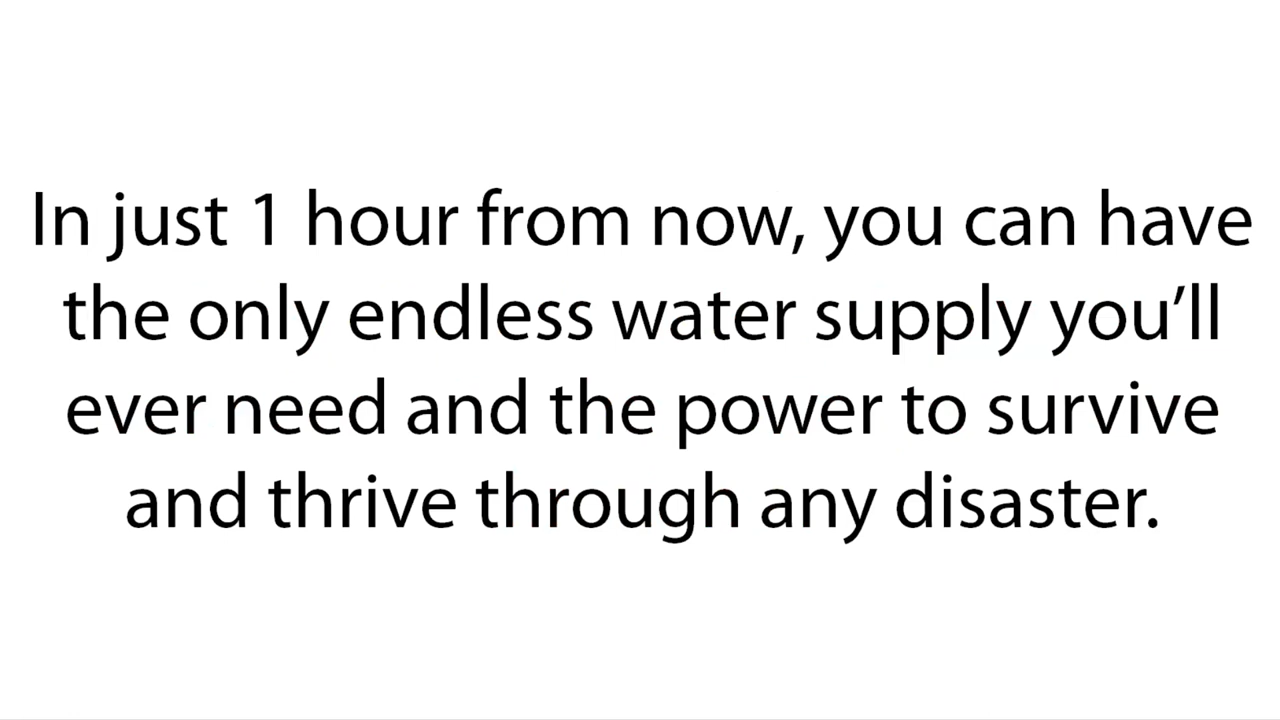 In just 1 hour from now, you can have
the only endless water supply you’ll
ever need and the power to survive
and thrive through any disaster.